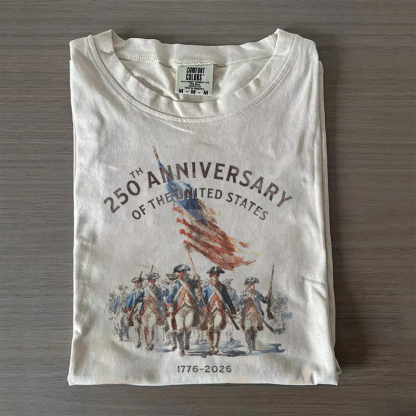 COMFORT
COLORS
M - M - M
250TH ANNIVERSARY
OF THE UNITED STATES
1776-2026